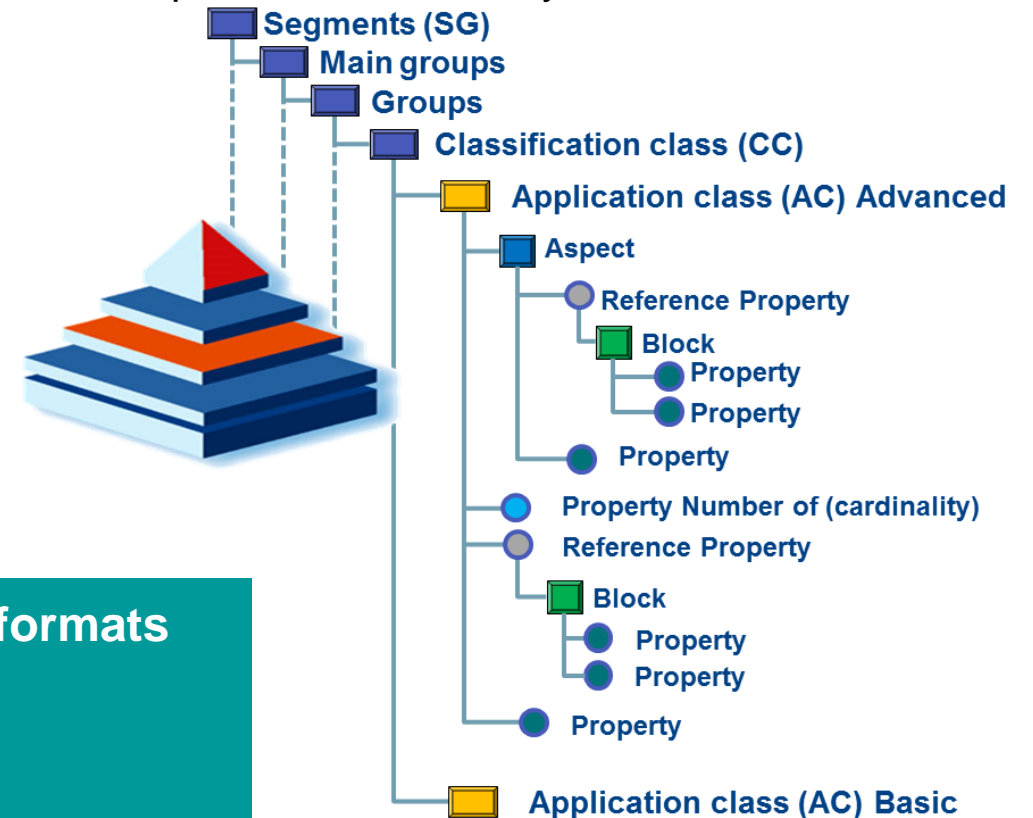 Segments (SG)
Main groups
Groups
Classification class (CC)
Application class (AC) Advanced
Aspect
Reference Property
Block
Property
Property
Property
Property Number of (cardinality)
Reference Property
Block
formats
Property
Property
Property
Application class (AC) Basic